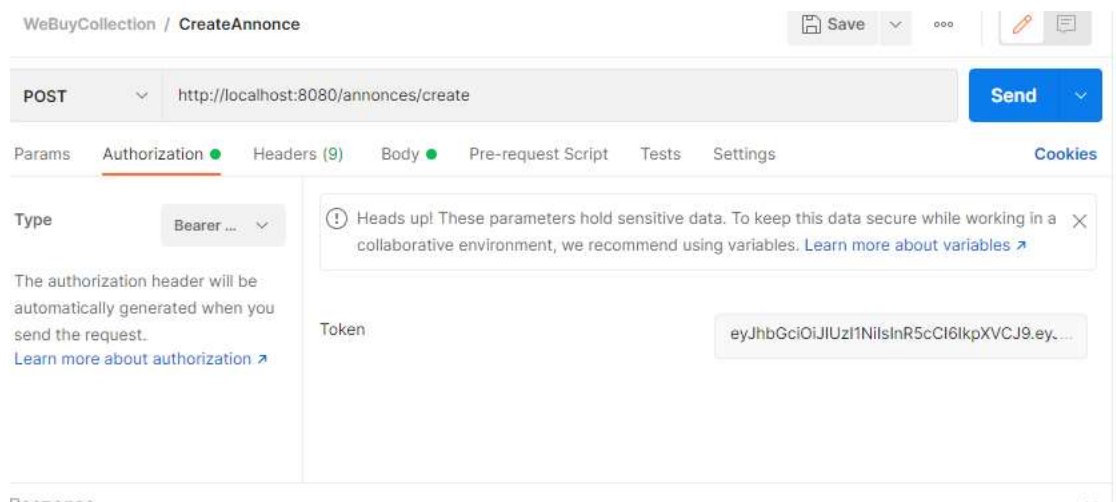 WeBuyCollection / CreateAnnonce
Save
POST http://localhost:8080/annonces/create Send
Params Authorization Headers (9) Body Pre-request Script Tests Settings Cookies
Type Bearer ...
Heads up! These parameters hold sensitive data. To keep this data secure while working in a
collaborative environment, we recommend using variables. Learn more about variables ↗
The authorization header will be
automatically generated when you
send the request.
Learn more about authorization ↗
Token eyJhbGciOiJIUzI1NiIsInR5cCI6IkpXVCJ9.eyJ...